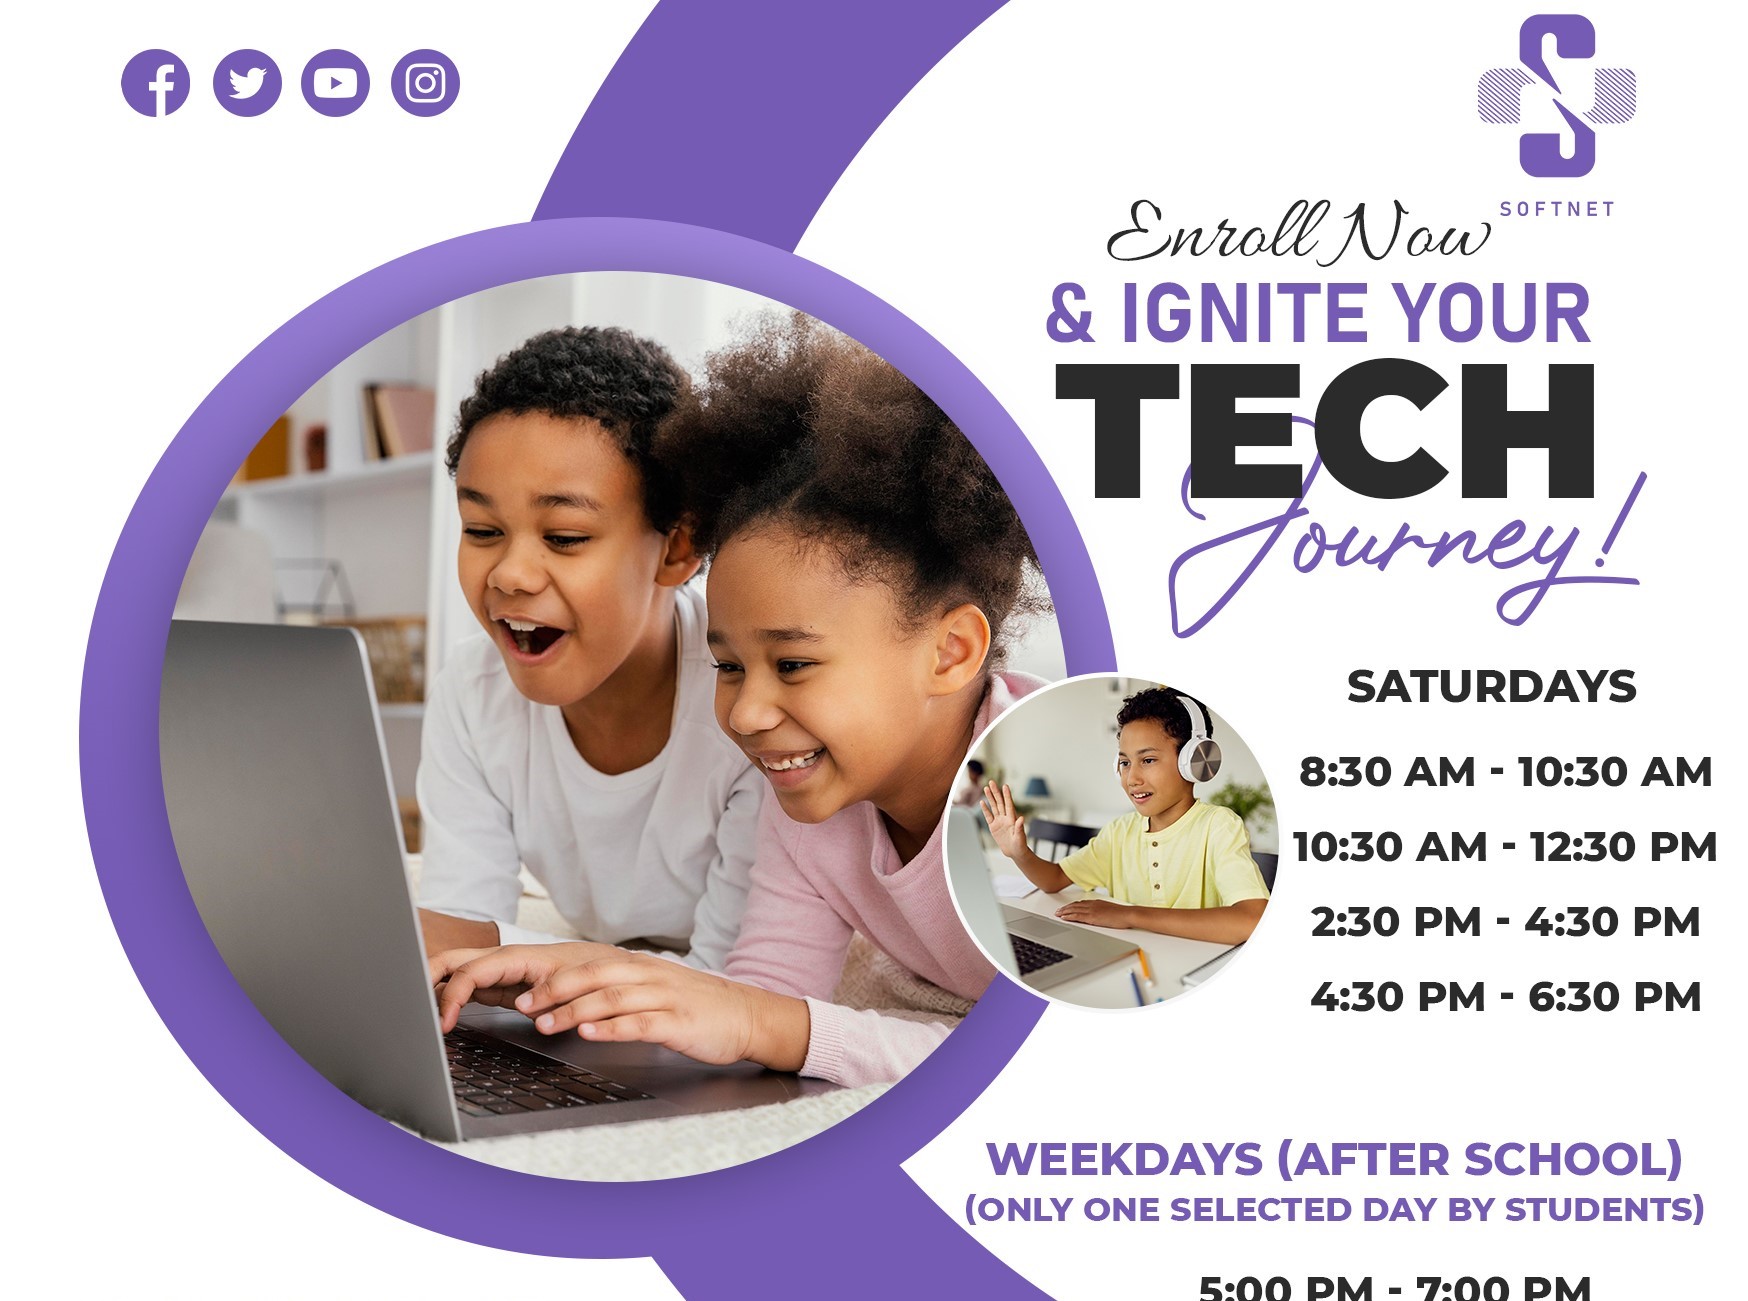 SOFTNET
Enroll Now
& IGNITE YOUR
TECH
Journey!
SATURDAYS
8:30 AM - 10:30 AM
10:30 AM - 12:30 PM
2:30 PM - 4:30 PM
4:30 PM - 6:30 PM
WEEKDAYS (AFTER SCHOOL)
(ONLY ONE SELECTED DAY BY STUDENTS)
5:00 PM - 7:00 PM